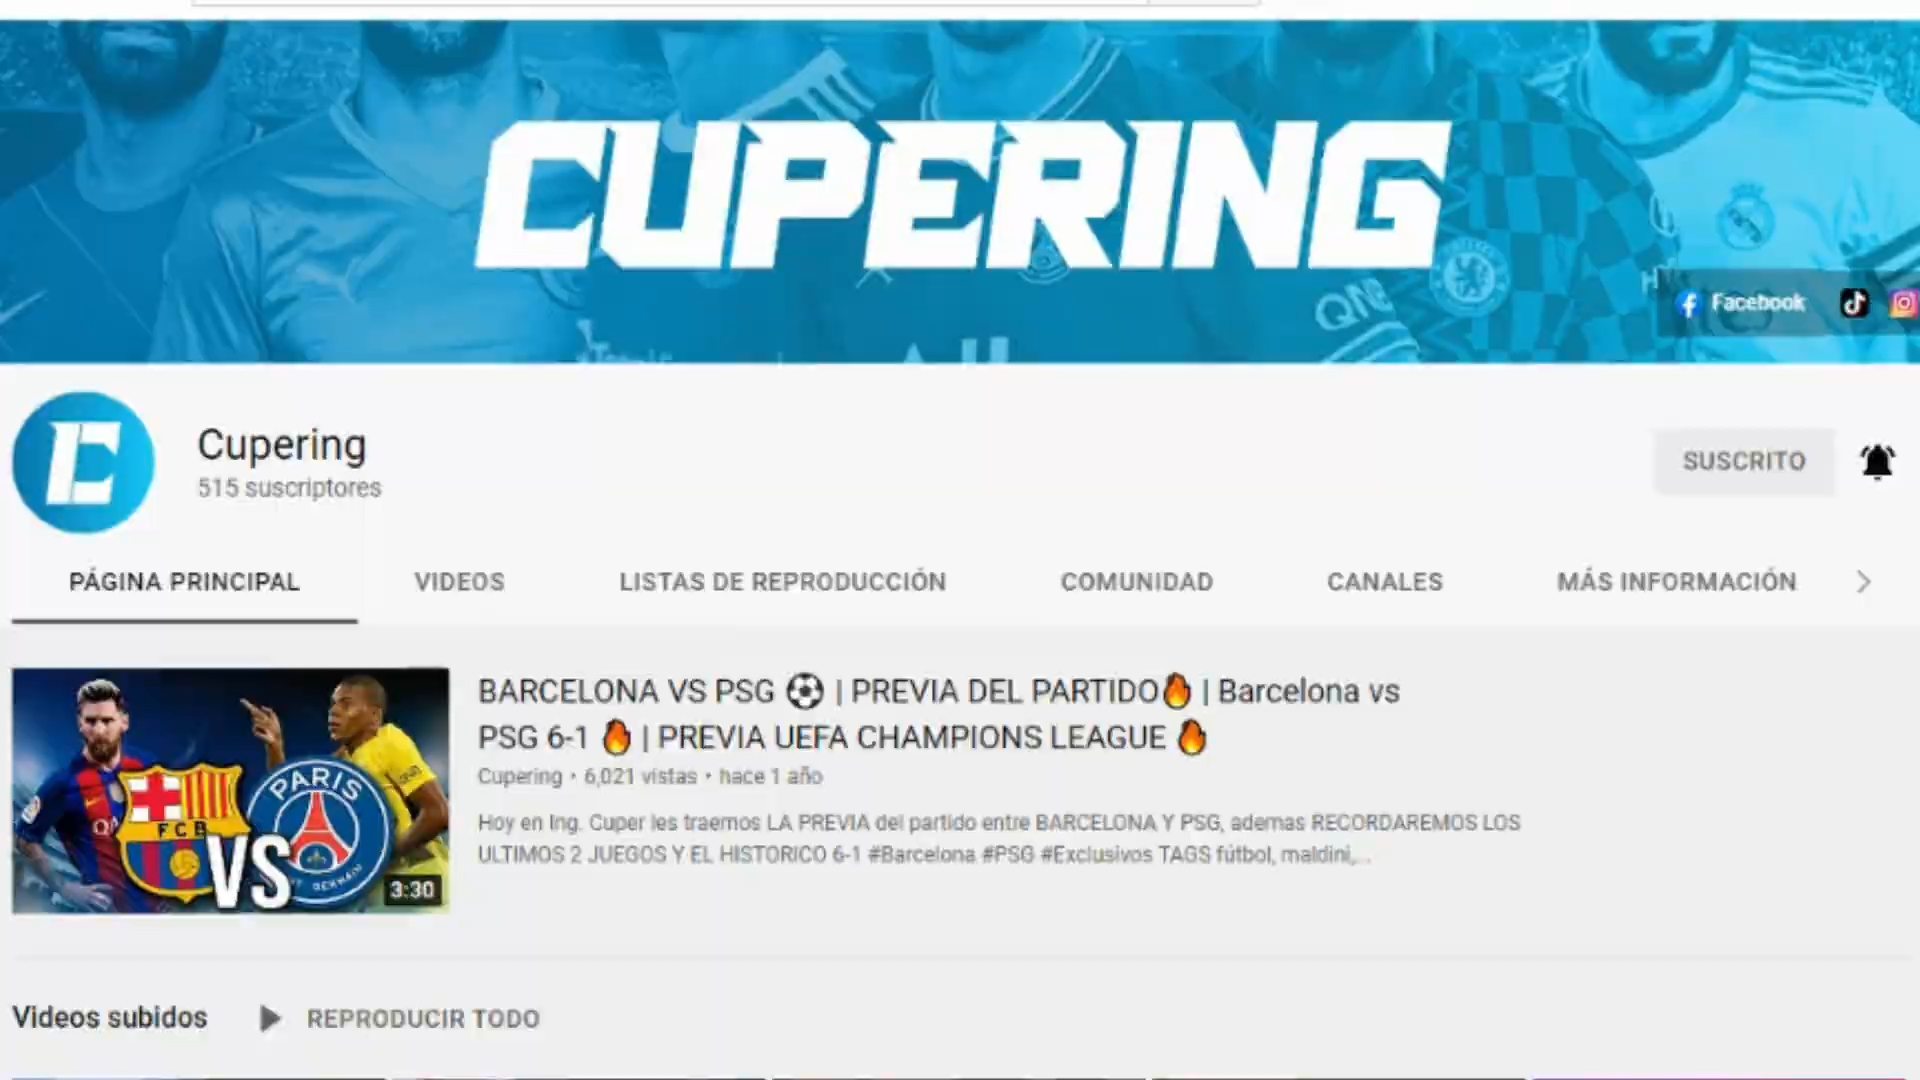 CUPERING
QNB
Facebook
Cupering
515 suscriptores
SUSCRITO
PÁGINA PRINCIPAL
VIDEOS
LISTAS DE REPRODUCCIÓN
COMUNIDAD
CANALES
MÁS INFORMACIÓN
BARCELONA VS PSG ⚽ | PREVIA DEL PARTIDO🔥 | Barcelona vs
PSG 6-1 🔥 | PREVIA UEFA CHAMPIONS LEAGUE 🔥
Cupering • 6,021 vistas • hace 1 año
Hoy en Ing. Cuper les traemos LA PREVIA del partido entre BARCELONA Y PSG, ademas RECORDAREMOS LOS
ULTIMOS 2 JUEGOS Y EL HISTORICO 6-1 #Barcelona #PSG #Exclusivos TAGS fútbol, maldini,...
PARIS
FCB
VS
3:30
Videos subidos
REPRODUCIR TODO